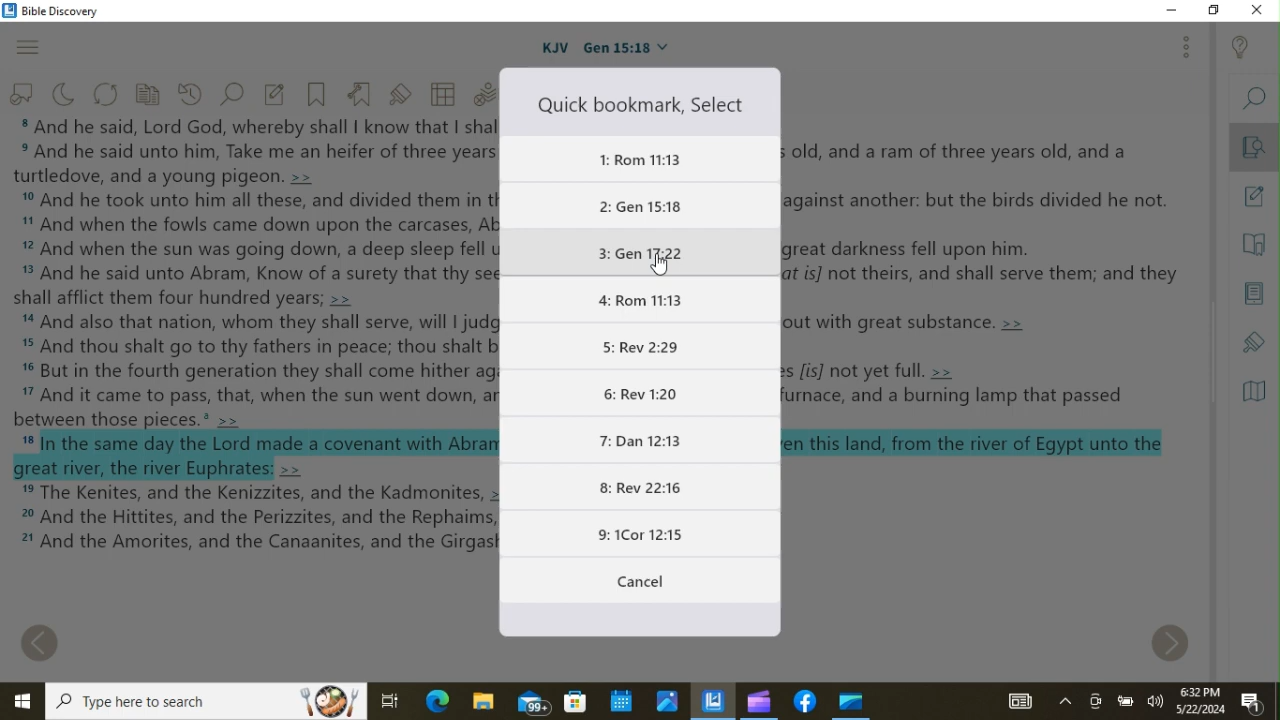 Bible Discovery
KJV Gen 15:18
Quick bookmark, Select
1: Rom 11:13
2: Gen 15:18
3: Gen 17:22
4: Rom 11:13
5: Rev 2:29
6: Rev 1:20
7: Dan 12:13
8: Rev 22:16
9: 1Cor 12:15
Cancel
8 And he said, Lord God, whereby shall I know that I shal
9 And he said unto him, Take me an heifer of three years s old, and a ram of three years old, and a
turtledove, and a young pigeon. >>
10 And he took unto him all these, and divided them in th against another: but the birds divided he not.
11 And when the fowls came down upon the carcases, Ab
12 And when the sun was going down, a deep sleep fell u great darkness fell upon him.
13 And he said unto Abram, Know of a surety that thy see at is] not theirs, and shall serve them; and they
shall afflict them four hundred years; >>
14 And also that nation, whom they shall serve, will I judg out with great substance. >>
15 And thou shalt go to thy fathers in peace; thou shalt b
16 But in the fourth generation they shall come hither aga es [is] not yet full. >>
17 And it came to pass, that, when the sun went down, an furnace, and a burning lamp that passed
between those pieces. a >>
18 In the same day the Lord made a covenant with Abram en this land, from the river of Egypt unto the
great river, the river Euphrates: >>
19 The Kenites, and the Kenizzites, and the Kadmonites, >
20 And the Hittites, and the Perizzites, and the Rephaims,
21 And the Amorites, and the Canaanites, and the Girgash
Type here to search
99+
6:32 PM
5/22/2024
1